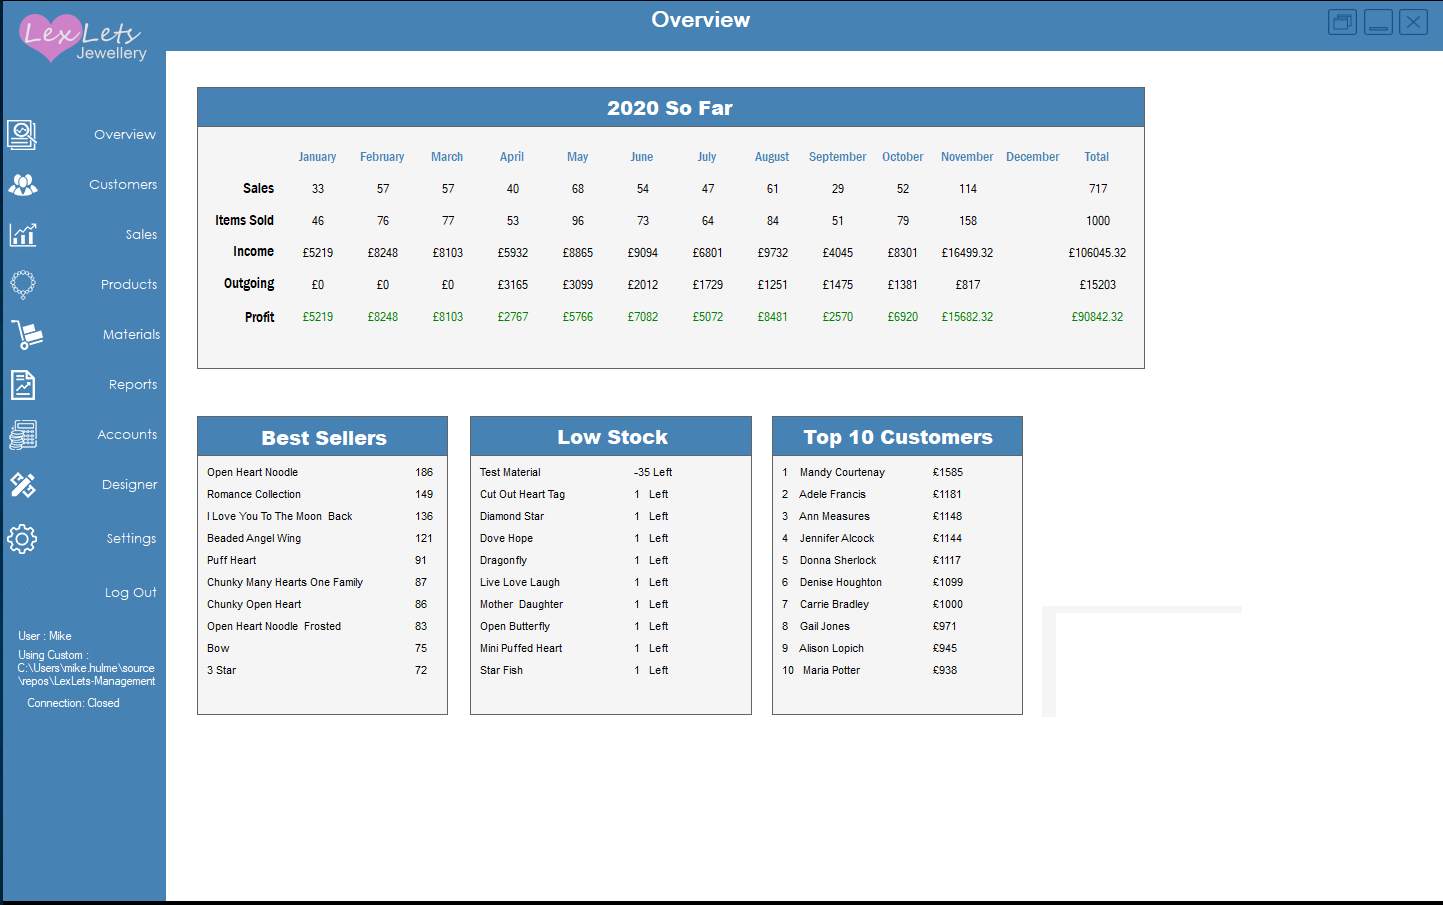 LexLets
Jewellery
Overview
Overview
Customers
Sales
Products
Materials
Reports
Accounts
Designer
Settings
Log Out
User : Mike
Using Custom :
C:\Users\mike.hulme\source
\repos\LexLets-Management
Connection: Closed
2020 So Far
January February March April May June July August September October November December Total
Sales 33 57 57 40 68 54 47 61 29 52 114 717
Items Sold 46 76 77 53 96 73 64 84 51 79 158 1000
Income £5219 £8248 £8103 £5932 £8865 £9094 £6801 £9732 £4045 £8301 £16499.32 £106045.32
Outgoing £0 £0 £0 £3165 £3099 £2012 £1729 £1251 £1475 £1381 £817 £15203
Profit £5219 £8248 £8103 £2767 £5766 £7082 £5072 £8481 £2570 £6920 £15682.32 £90842.32
Best Sellers
Open Heart Noodle 186
Romance Collection 149
I Love You To The Moon  Back 136
Beaded Angel Wing 121
Puff Heart 91
Chunky Many Hearts One Family 87
Chunky Open Heart 86
Open Heart Noodle  Frosted 83
Bow 75
3 Star 72
Low Stock
Test Material -35 Left
Cut Out Heart Tag 1 Left
Diamond Star 1 Left
Dove Hope 1 Left
Dragonfly 1 Left
Live Love Laugh 1 Left
Mother  Daughter 1 Left
Open Butterfly 1 Left
Mini Puffed Heart 1 Left
Star Fish 1 Left
Top 10 Customers
1 Mandy Courtenay £1585
2 Adele Francis £1181
3 Ann Measures £1148
4 Jennifer Alcock £1144
5 Donna Sherlock £1117
6 Denise Houghton £1099
7 Carrie Bradley £1000
8 Gail Jones £971
9 Alison Lopich £945
10 Maria Potter £938